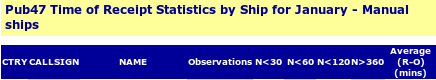 Pub47 Time of Receipt Statistics by Ship for January - Manual
ships
Average
CTRY CALLSIGN NAME Observations N<30 N<60 N<120 N>360 (R-O)
(mins)